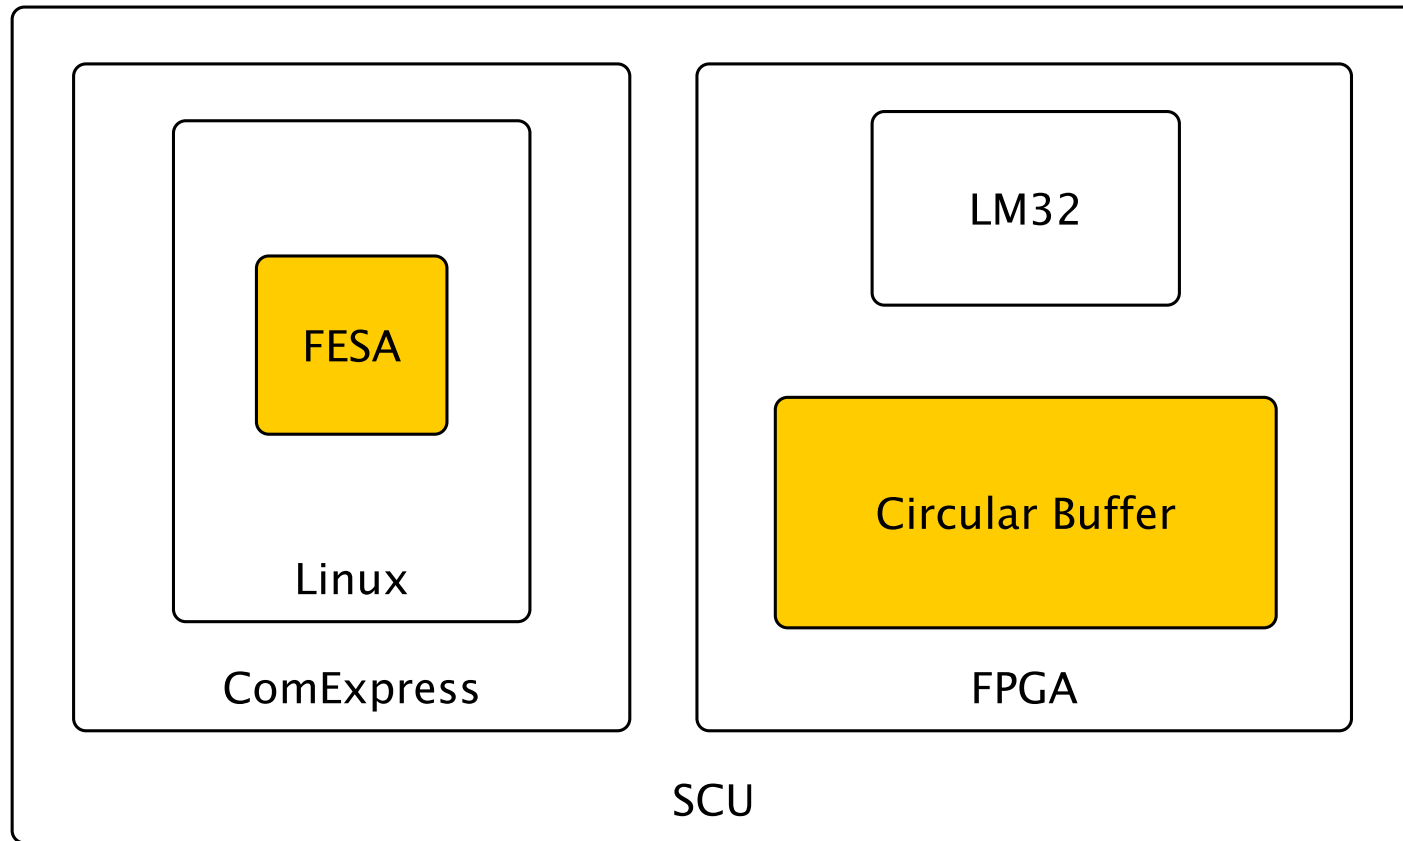 LM32
FESA
Circular Buffer
Linux
ComExpress
FPGA
SCU